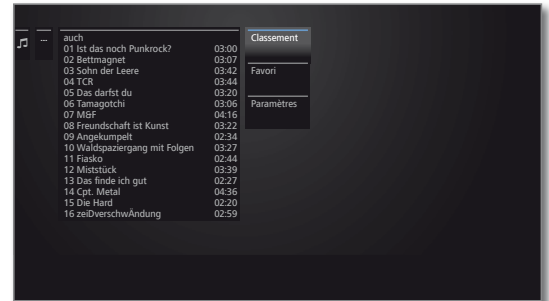 ...
auch
01 Ist das noch Punkrock? 03:00
02 Bettmagnet 03:07
03 Sohn der Leere 03:42
04 TCR 03:44
05 Das darfst du 03:20
06 Tamagotchi 03:06
07 M&F 04:16
08 Freundschaft ist Kunst 03:22
09 Angekumpelt 02:34
10 Waldspaziergang mit Folgen 03:27
11 Fiasko 02:44
12 Miststück 03:39
13 Das finde ich gut 02:27
14 Cpt. Metal 04:36
15 Die Hard 02:20
16 zeiDverschwÄndung 02:59
Classement
Favori
Paramètres